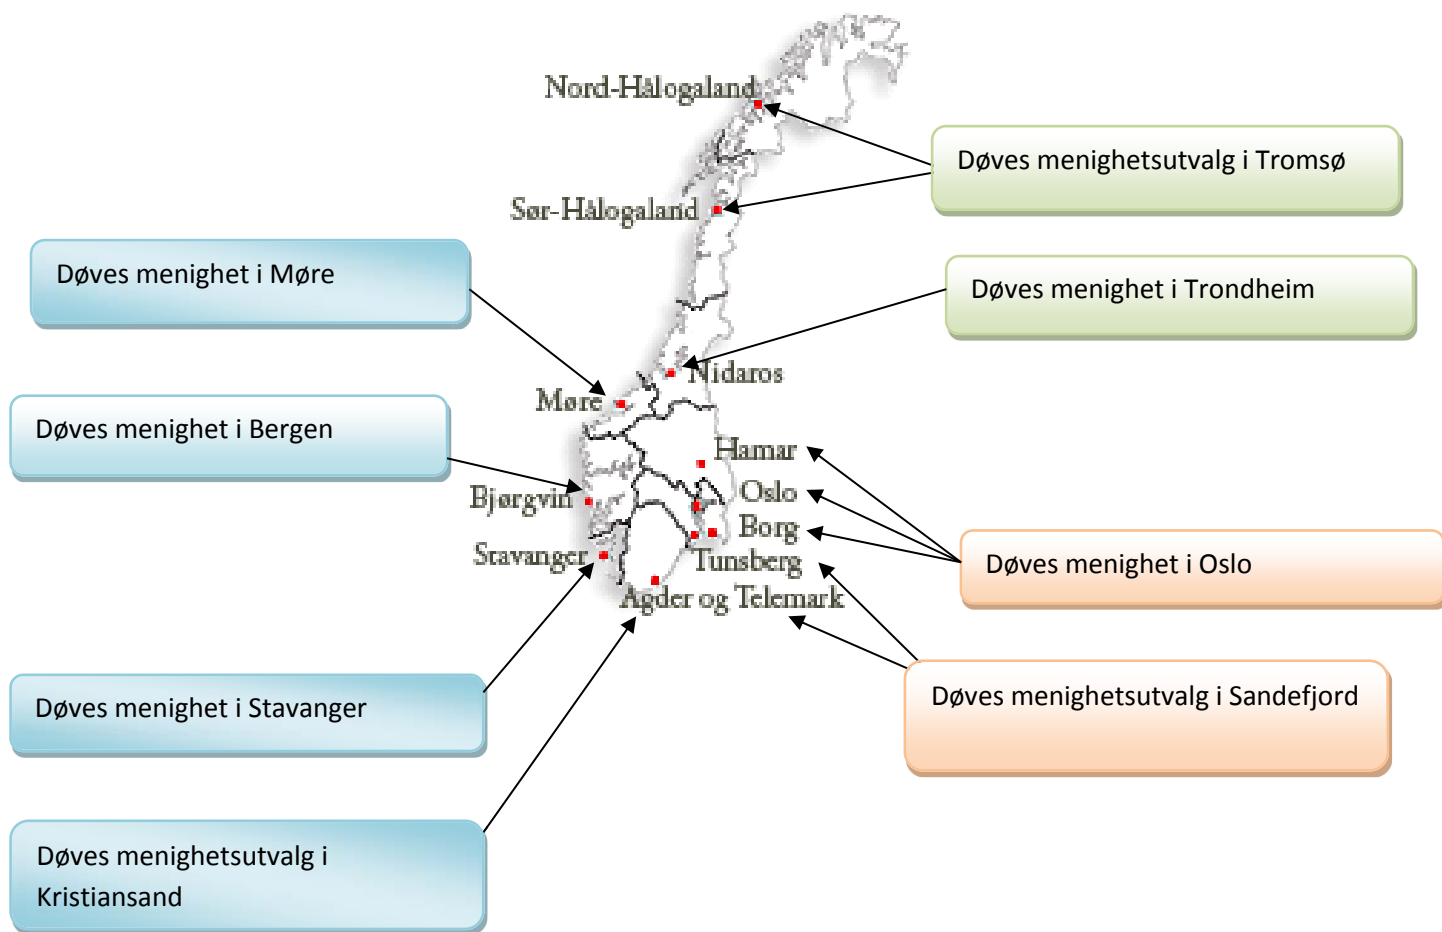 Nord-Hålogaland
Døves menighetsutvalg i Tromsø
Sør-Hålogaland
Døves menighet i Møre
Døves menighet i Trondheim
Nidaros
Møre
Døves menighet i Bergen
Hamar
Bjørgvin
Oslo
Borg
Stavanger
Tunsberg
Døves menighet i Oslo
Agder og Telemark
Døves menighet i Stavanger
Døves menighetsutvalg i Sandefjord
Døves menighetsutvalg i
Kristiansand